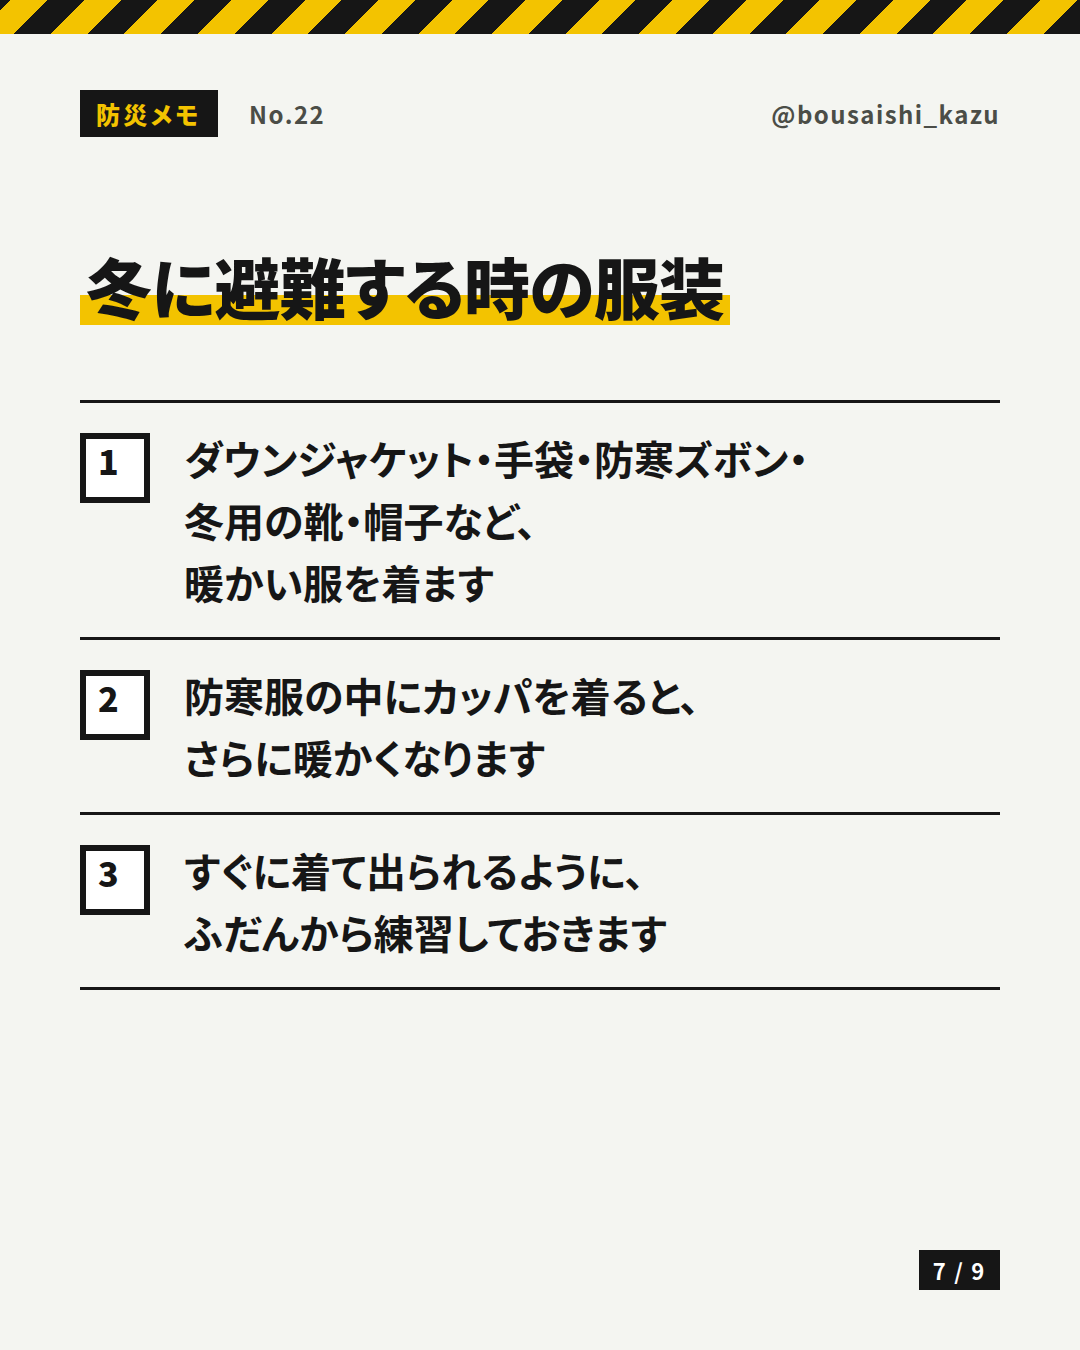 防災メモ No.22 @bousaishi_kazu
冬に避難する時の服装
1 ダウンジャケット・手袋・防寒ズボン・
冬用の靴・帽子など、
暖かい服を着ます
2 防寒服の中にカッパを着ると、
さらに暖かくなります
3 すぐに着て出られるように、
ふだんから練習しておきます
7 / 9